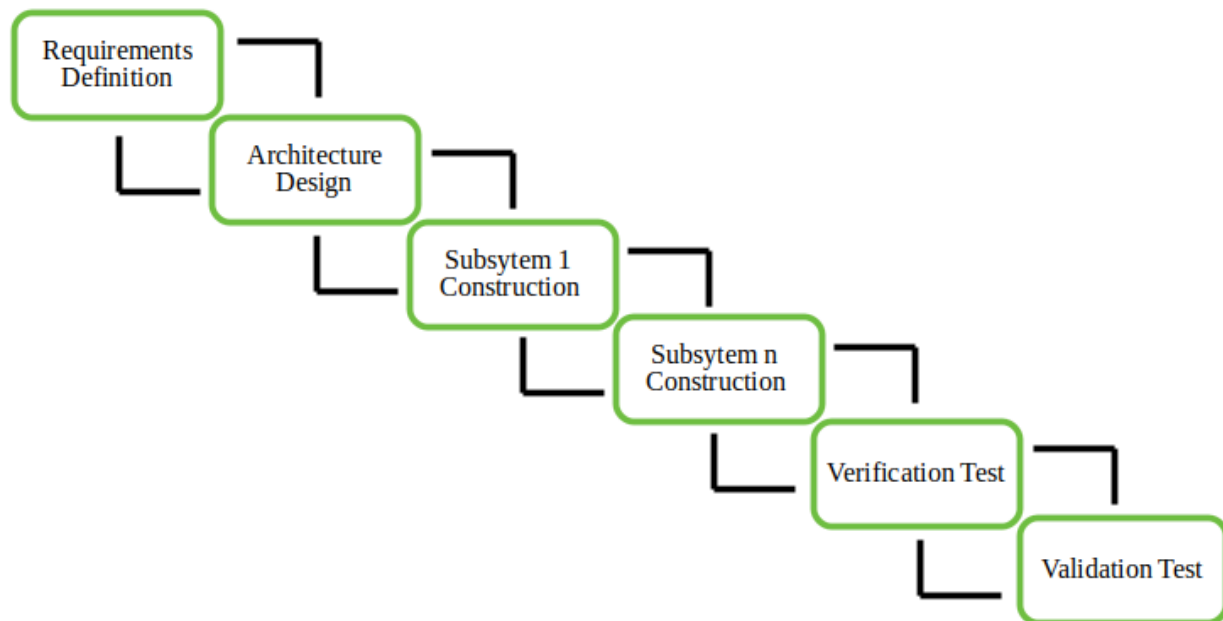 Requirements
Definition
Architecture
Design
Subsytem 1
Construction
Subsytem n
Construction
Verification Test
Validation Test